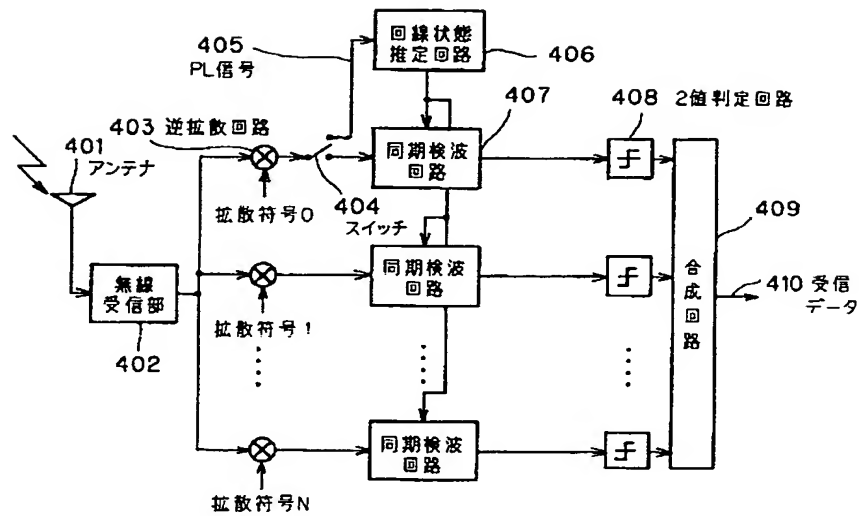 405
PL信号
回線状態
推定回路
406
407
408 2値判定回路
403 逆拡散回路
401
アンテナ
同期検波
回路
拡散符号0
404
スイッチ
409
無線
受信部
402
同期検波
回路
拡散符号1
合成回路
410 受信
データ
同期検波
回路
拡散符号N